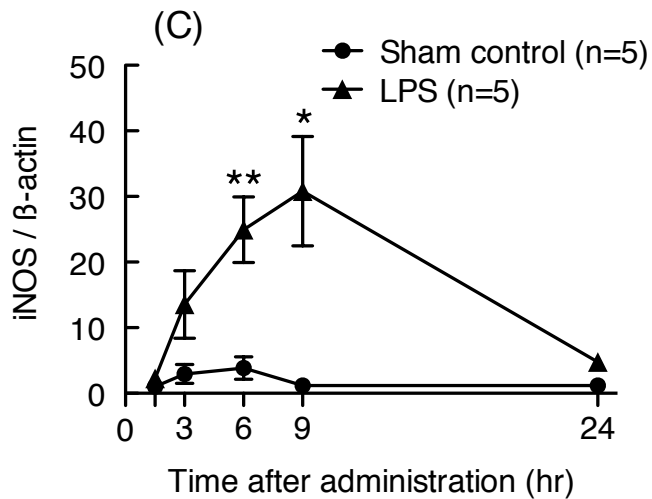 (C)
Sham control (n=5)
LPS (n=5)
50
40
30
20
10
0
iNOS / ß-actin
**
*
0 3 6 9 24
Time after administration (hr)